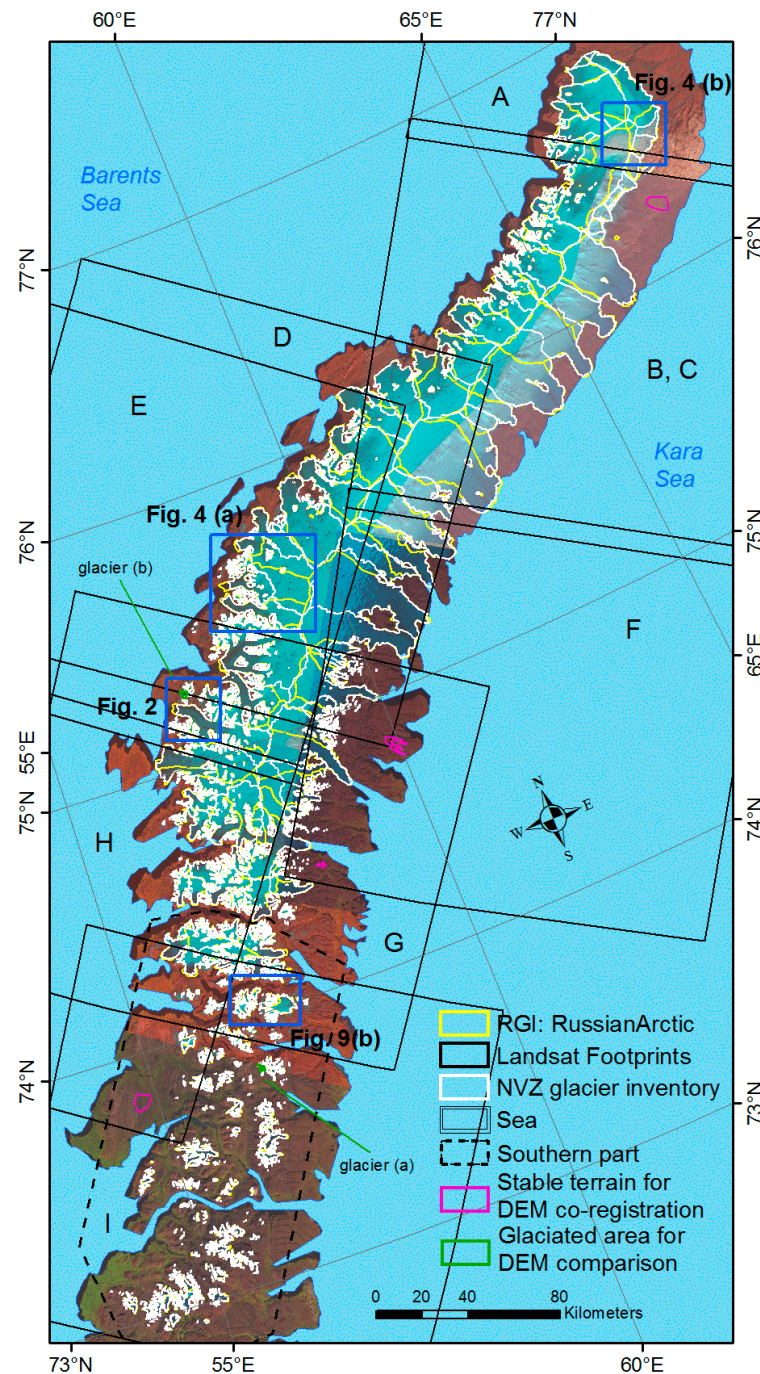 60°E
65°E
77°N
A
Fig. 4 (b)
Barents
Sea
76°N
77°N
D
B, C
E
Kara
Sea
Fig. 4 (a)
75°N
76°N
glacier (b)
F
65°E
Fig. 2
55°E
N
E
W
S
75°N
74°N
H
G
RGI: RussianArctic
Fig. 9(b)
Landsat Footprints
74°N
NVZ glacier inventory
73°N
Sea
Southern part
glacier (a)
Stable terrain for
DEM co-registration
I
Glaciated area for
DEM comparison
0 20 40 80
Kilometers
73°N
55°E
60°E